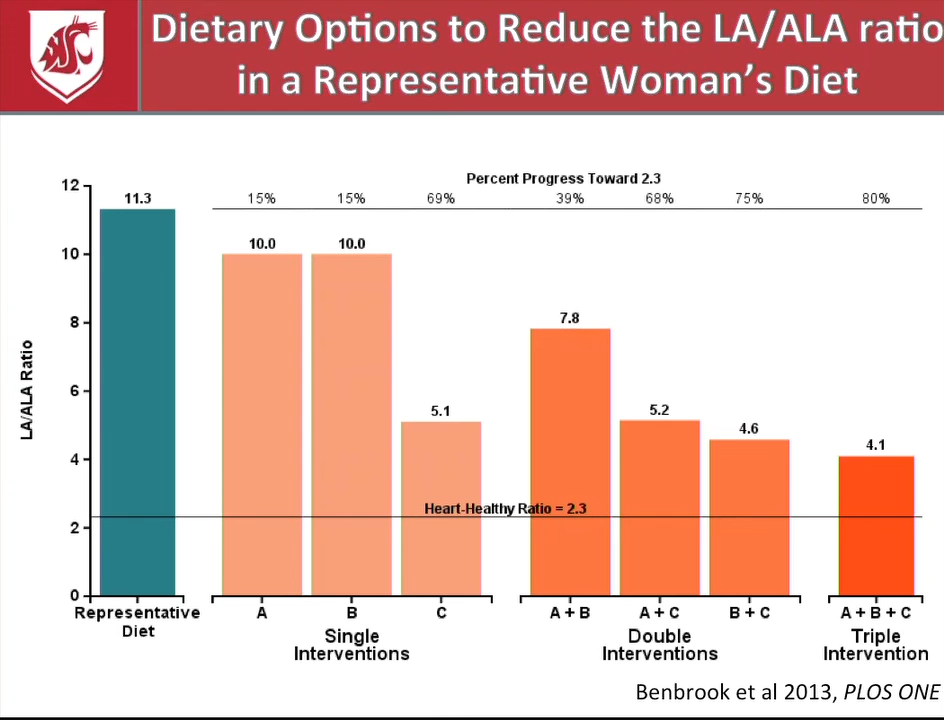 Dietary Options to Reduce the LA/ALA ratio
in a Representative Woman's Diet
Percent Progress Toward 2.3
15% 15% 69% 39% 68% 75% 80%
12
10
8
6
4
2
0
LA/ALA Ratio
11.3
10.0
10.0
5.1
7.8
5.2
4.6
4.1
Heart-Healthy Ratio = 2.3
Representative
Diet
A B C
Single
Interventions
A + B A + C B + C
Double
Interventions
A + B + C
Triple
Intervention
Benbrook et al 2013, PLOS ONE